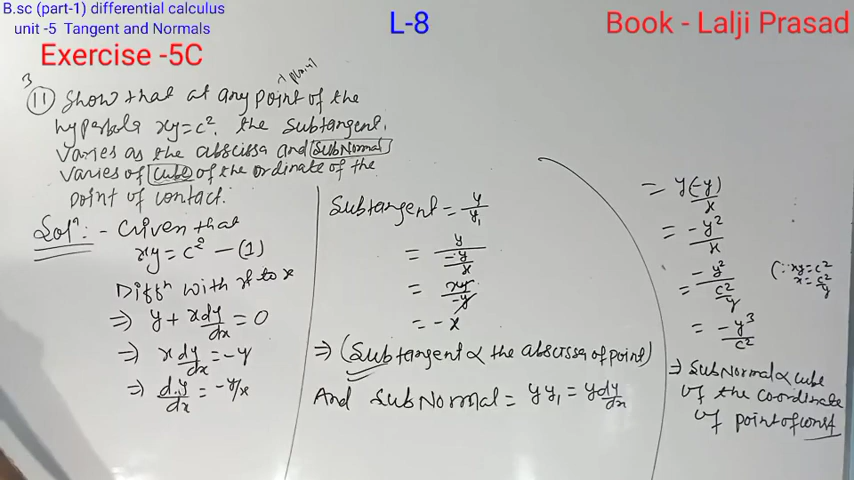 B.sc (part-1) differential calculus
unit -5 Tangent and Normals
L-8
Book - Lalji Prasad
Exercise -5C
3
(11) Show that at any point of the
hyperbola xy=c². the Subtangent.
varies as the abscissa and SubNormal
varies of cube of the ordinate of the
point of contact.
Solⁿ:- Given that
xy=c² —(1)
Diffⁿ with x to x
⇒ y + x dy/dx = 0
⇒ x dy/dx = -y
⇒ dy/dx = -y/x
Subtangent = y/y₁
= y/(-y/x)
= xy/-y
= -x
⇒ (Subtangent ∝ the abscissa of point)
And SubNormal = yy₁ = y dy/dx
= y(-y)/x
= -y²/x
= -y²/(c²/y)
(∵ xy=c²
x=c²/y
= -y³/c²
⇒ SubNormal ∝ cube
of the coordinate
of point of